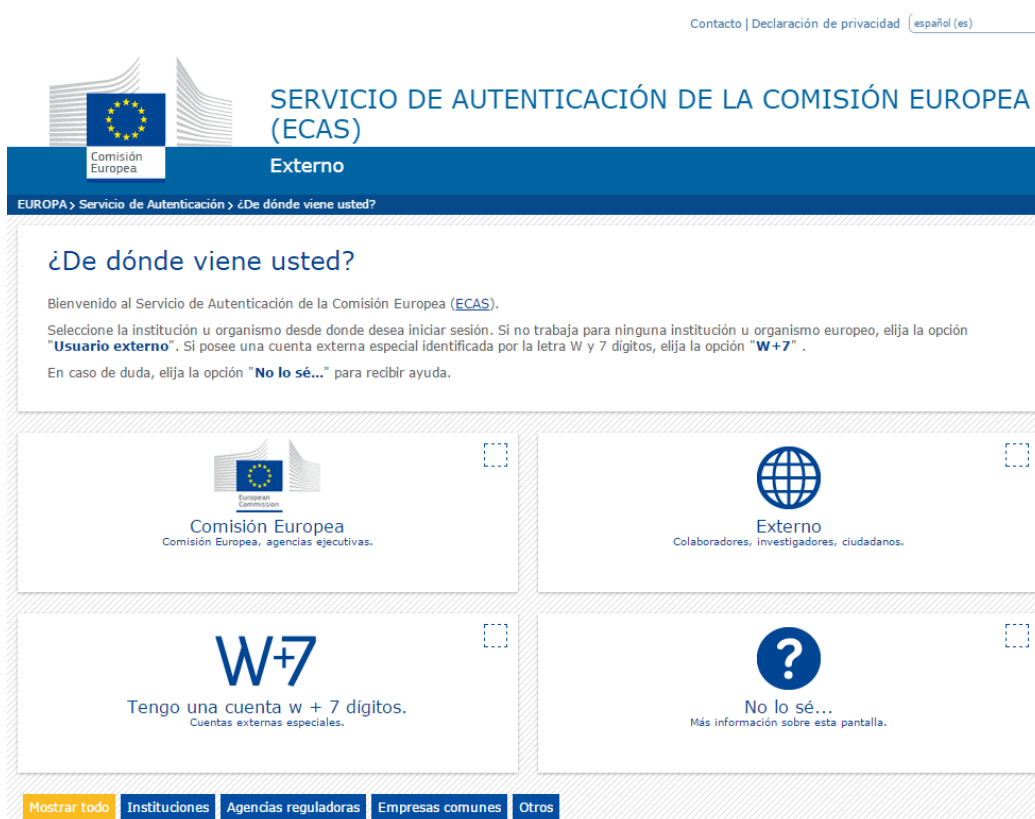 Contacto | Declaración de privacidad español (es)
SERVICIO DE AUTENTICACIÓN DE LA COMISIÓN EUROPEA
(ECAS)
Comisión
Europea
Externo
EUROPA > Servicio de Autenticación > ¿De dónde viene usted?
¿De dónde viene usted?
Bienvenido al Servicio de Autenticación de la Comisión Europea (ECAS).
Seleccione la institución u organismo desde donde desea iniciar sesión. Si no trabaja para ninguna institución u organismo europeo, elija la opción
"Usuario externo". Si posee una cuenta externa especial identificada por la letra W y 7 dígitos, elija la opción "W+7" .
En caso de duda, elija la opción "No lo sé..." para recibir ayuda.
European
Commission
Comisión Europea
Comisión Europea, agencias ejecutivas.
Externo
Colaboradores, investigadores, ciudadanos.
W+7
Tengo una cuenta w + 7 dígitos.
Cuentas externas especiales.
?
No lo sé...
Más información sobre esta pantalla.
Mostrar todo Instituciones Agencias reguladoras Empresas comunes Otros